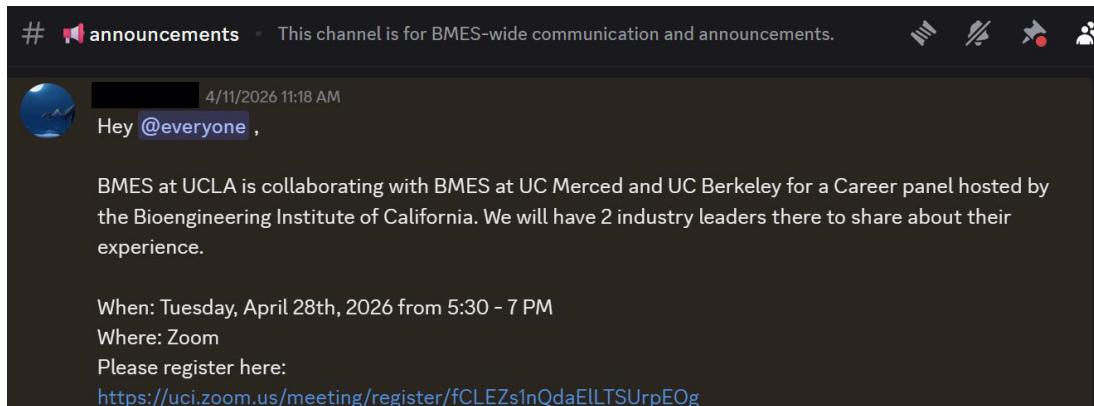 # announcements • This channel is for BMES-wide communication and announcements.
4/11/2026 11:18 AM
Hey @everyone ,
BMES at UCLA is collaborating with BMES at UC Merced and UC Berkeley for a Career panel hosted by
the Bioengineering Institute of California. We will have 2 industry leaders there to share about their
experience.
When: Tuesday, April 28th, 2026 from 5:30 - 7 PM
Where: Zoom
Please register here:
https://uci.zoom.us/meeting/register/fCLEZs1nQdaElLTSUrpEOg